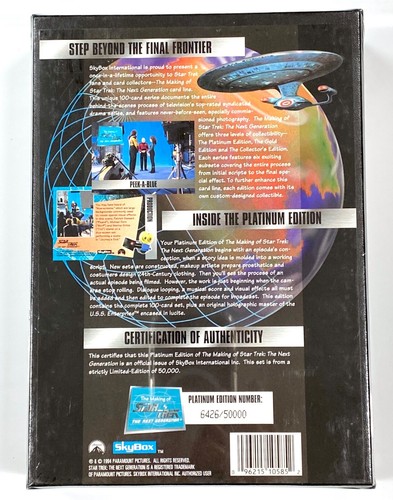 STEP BEYOND THE FINAL FRONTIER
SkyBox International is proud to present a
once-in-a-lifetime opportunity to Star Trek
fans and card collectors—The Making of
Star Trek: The Next Generation card line.
This unique 100-card series documents the entire
behind-the-scenes process of television's top-rated syndicated
drama series, and features never-before-seen, specially commis-
sioned photography. The Making of
Star Trek: The Next Generation
offers three levels of collectibility—
The Platinum Edition, The Gold
Edition and The Collector's Edition.
Each series features six exciting
subsets covering the entire process
from initial scripts to the final spe-
cial effect. To further enhance this
card line, each edition comes with its
own custom-designed collectible.
PEEK-A-BLUE
PRODUCTION
INSIDE THE PLATINUM EDITION
Your Platinum Edition of The Making of Star Trek:
The Next Generation begins with an episode's con-
ception, when a story idea is molded into a working
script. New sets are constructed, makeup artists prepare prosthetics and
costumers design 24th-Century clothing. Then you'll see the process of an
actual episode being filmed. However, the work is just beginning when the cam-
eras stop rolling. Dialogue looping, a musical score and visual effects all must
be added and then edited to complete the episode for broadcast. This edition
contains the complete 100-card set, plus an original holographic master of the
U.S.S. Enterprise™ encased in lucite.
CERTIFICATION OF AUTHENTICITY
This certifies that this Platinum Edition of The Making of Star Trek: The Next
Generation is an official issue of SkyBox International Inc. This set is from a
strictly Limited-Edition of 50,000.
The Making of
STAR TREK
THE NEXT GENERATION
PLATINUM EDITION NUMBER:
6426/50000
SkyBox™
® & © 1994 PARAMOUNT PICTURES. ALL RIGHTS RESERVED.
STAR TREK: THE NEXT GENERATION IS A REGISTERED TRADEMARK
OF PARAMOUNT PICTURES. SKYBOX INTERNATIONAL INC. AUTHORIZED USER
0 96215 10585 2